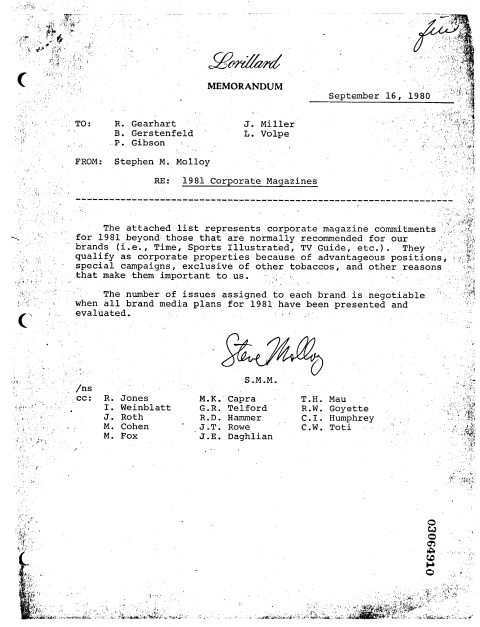 Lorillard
MEMORANDUM
September 16, 1980
TO: R. Gearhart J. Miller
B. Gerstenfeld L. Volpe
P. Gibson
FROM: Stephen M. Molloy
RE: 1981 Corporate Magazines
The attached list represents corporate magazine commitments
for 1981 beyond those that are normally recommended for our
brands (i.e., Time, Sports Illustrated, TV Guide, etc.). They
qualify as corporate properties because of advantageous positions,
special campaigns, exclusive of other tobaccos, and other reasons
that make them important to us.
The number of issues assigned to each brand is negotiable
when all brand media plans for 1981 have been presented and
evaluated.
Steve Molloy
S.M.M.
/ns
cc: R. Jones M.K. Capra T.H. Mau
I. Weinblatt G.R. Telford R.W. Goyette
J. Roth R.D. Hammer C.I. Humphrey
M. Cohen J.T. Rowe C.W. Toti
M. Fox J.E. Daghlian
03064910